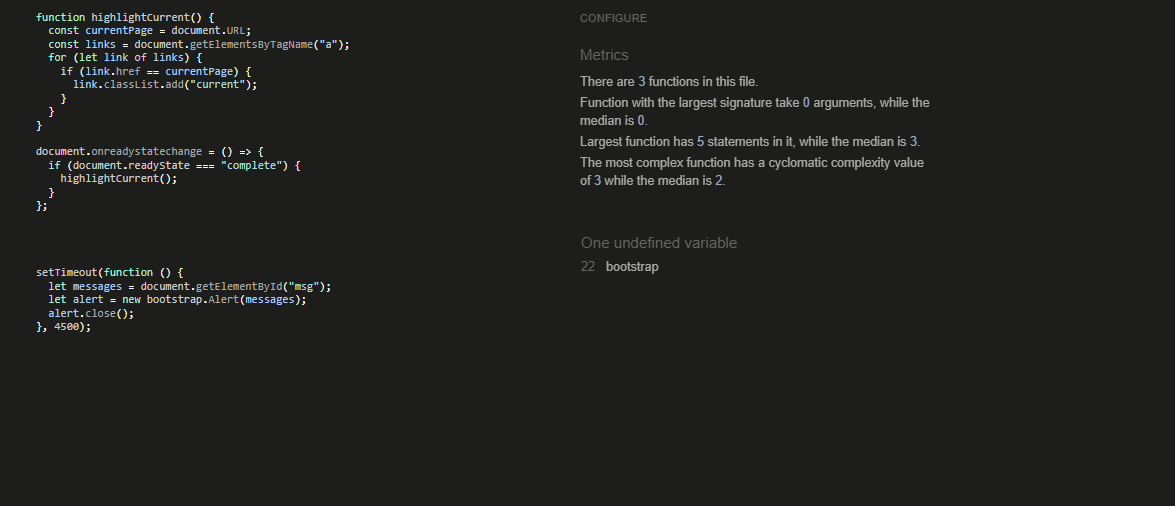 function highlightCurrent() {
const currentPage = document.URL;
const links = document.getElementsByTagName("a");
for (let link of links) {
if (link.href == currentPage) {
link.classList.add("current");
}
}
}
document.onreadystatechange = () => {
if (document.readyState === "complete") {
highlightCurrent();
}
};
setTimeout(function () {
let messages = document.getElementById("msg");
let alert = new bootstrap.Alert(messages);
alert.close();
}, 4500);
CONFIGURE
Metrics
There are 3 functions in this file.
Function with the largest signature take 0 arguments, while the
median is 0.
Largest function has 5 statements in it, while the median is 3.
The most complex function has a cyclomatic complexity value
of 3 while the median is 2.
One undefined variable
22 bootstrap